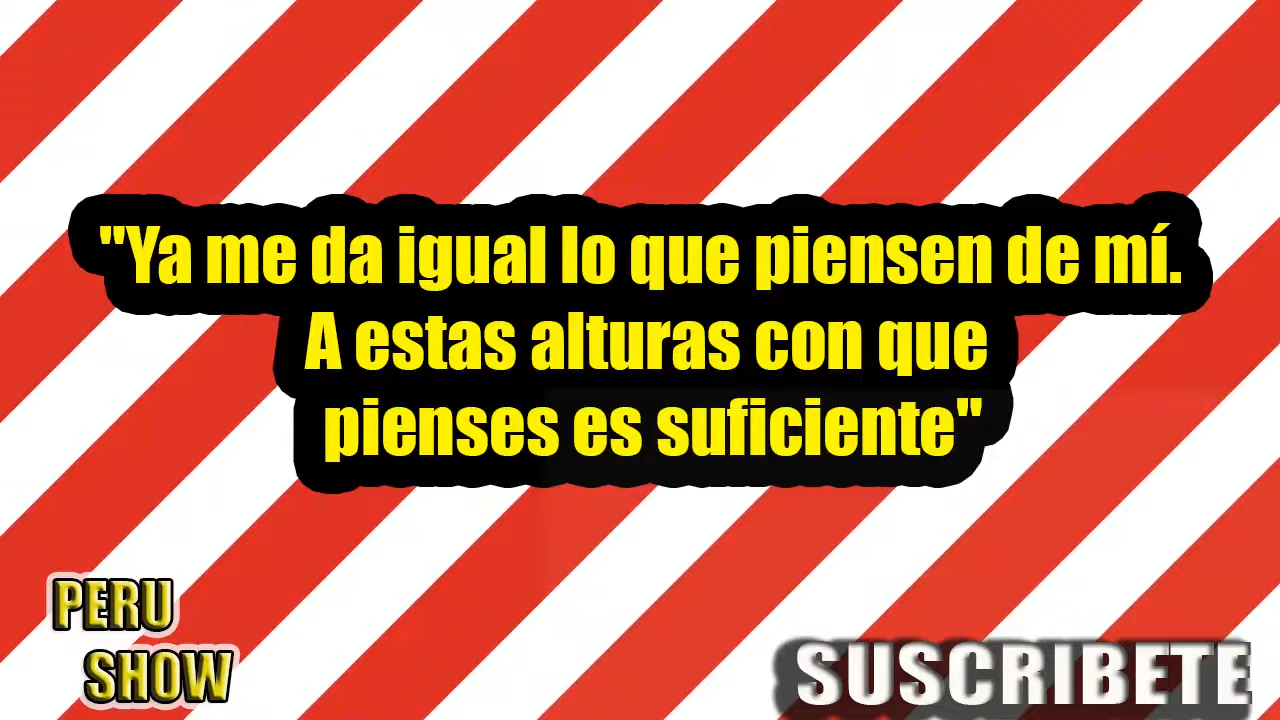 "Ya me da igual lo que piensen de mí.
A estas alturas con que
pienses es suficiente"
PERU
SHOW
SUSCRIBETE